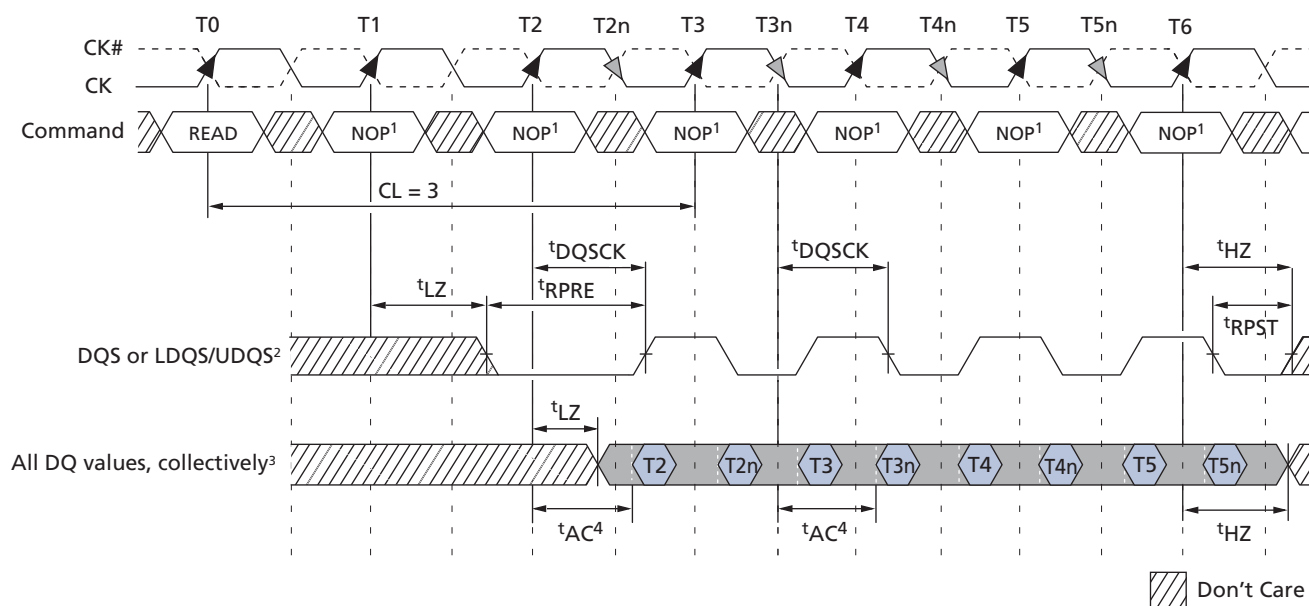 T0 T1 T2 T2n T3 T3n T4 T4n T5 T5n T6
CK#
CK
Command READ NOP¹ NOP¹ NOP¹ NOP¹ NOP¹ NOP¹
CL = 3
tDQSCK tDQSCK tHZ
tLZ tRPRE
tRPST
DQS or LDQS/UDQS²
tLZ
All DQ values, collectively³ T2 T2n T3 T3n T4 T4n T5 T5n
tAC⁴ tAC⁴ tHZ
Don't Care